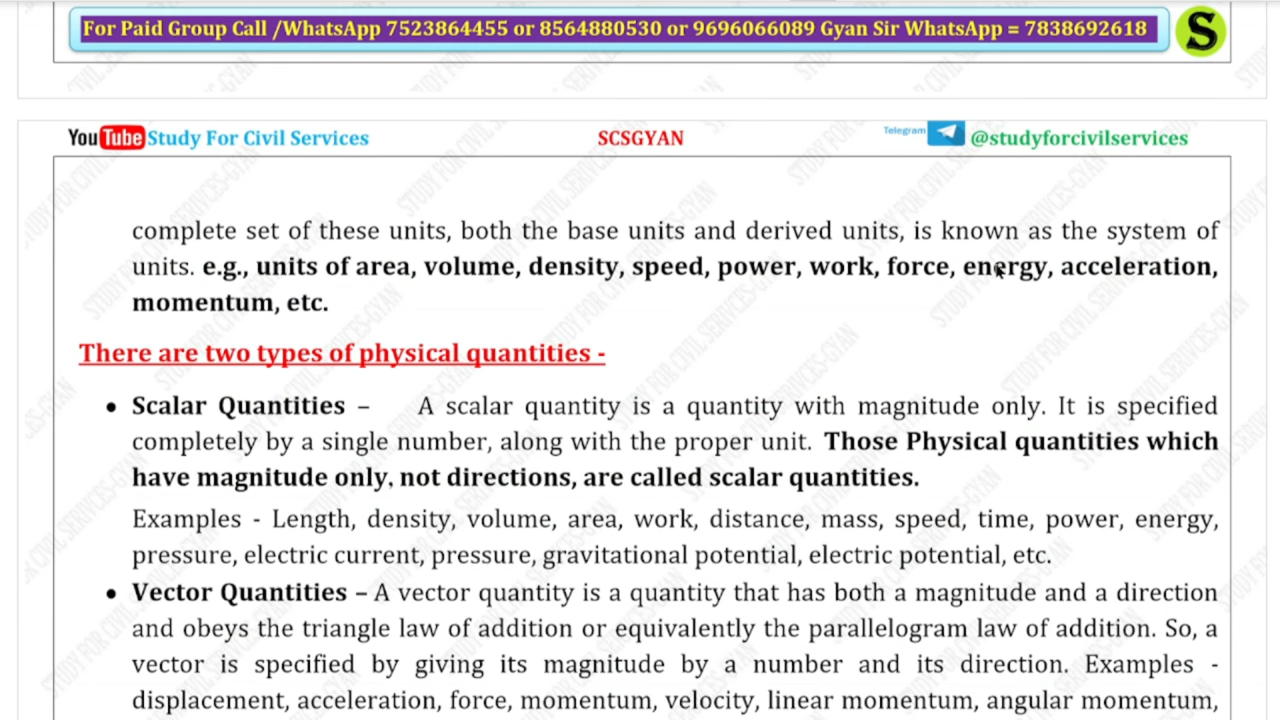 For Paid Group Call /WhatsApp 7523864455 or 8564880530 or 9696066089 Gyan Sir WhatsApp = 7838692618
S
YouTube Study For Civil Services
SCSGYAN
Telegram @studyforcivilservices
complete set of these units, both the base units and derived units, is known as the system of
units. e.g., units of area, volume, density, speed, power, work, force, energy, acceleration,
momentum, etc.
There are two types of physical quantities -
• Scalar Quantities – A scalar quantity is a quantity with magnitude only. It is specified
completely by a single number, along with the proper unit. Those Physical quantities which
have magnitude only, not directions, are called scalar quantities.
Examples - Length, density, volume, area, work, distance, mass, speed, time, power, energy,
pressure, electric current, pressure, gravitational potential, electric potential, etc.
• Vector Quantities – A vector quantity is a quantity that has both a magnitude and a direction
and obeys the triangle law of addition or equivalently the parallelogram law of addition. So, a
vector is specified by giving its magnitude by a number and its direction. Examples -
displacement, acceleration, force, momentum, velocity, linear momentum, angular momentum,